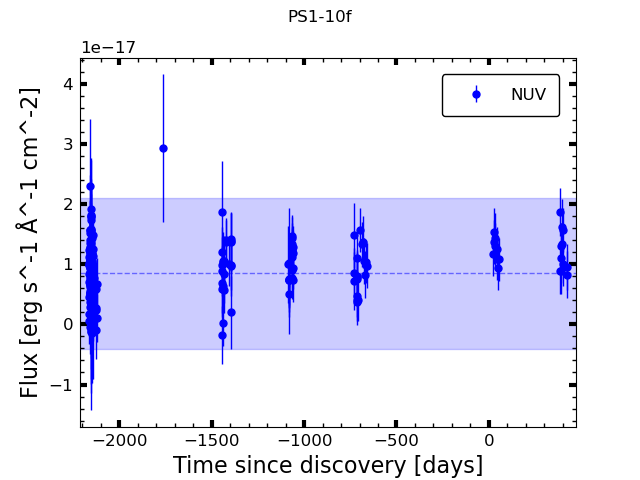 PS1-10f
1e−17
NUV
4
3
2
1
0
−1
Flux [erg s^-1 Å^-1 cm^-2]
−2000 −1500 −1000 −500 0
Time since discovery [days]